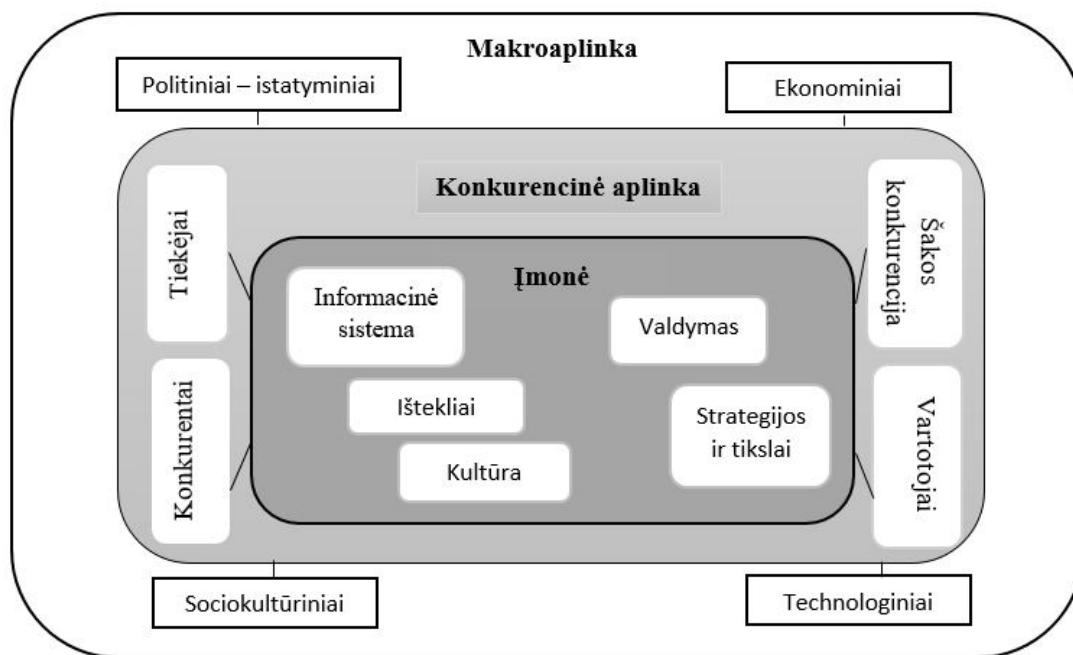 Makroaplinka
Politiniai – istatyminiai
Ekonominiai
Konkurencinė aplinka
Tiekėjai
Šakos
konkurencija
Įmonė
Informacinė
sistema
Valdymas
Ištekliai
Strategijos
ir tikslai
Kultūra
Konkurentai
Vartotojai
Sociokultūriniai
Technologiniai